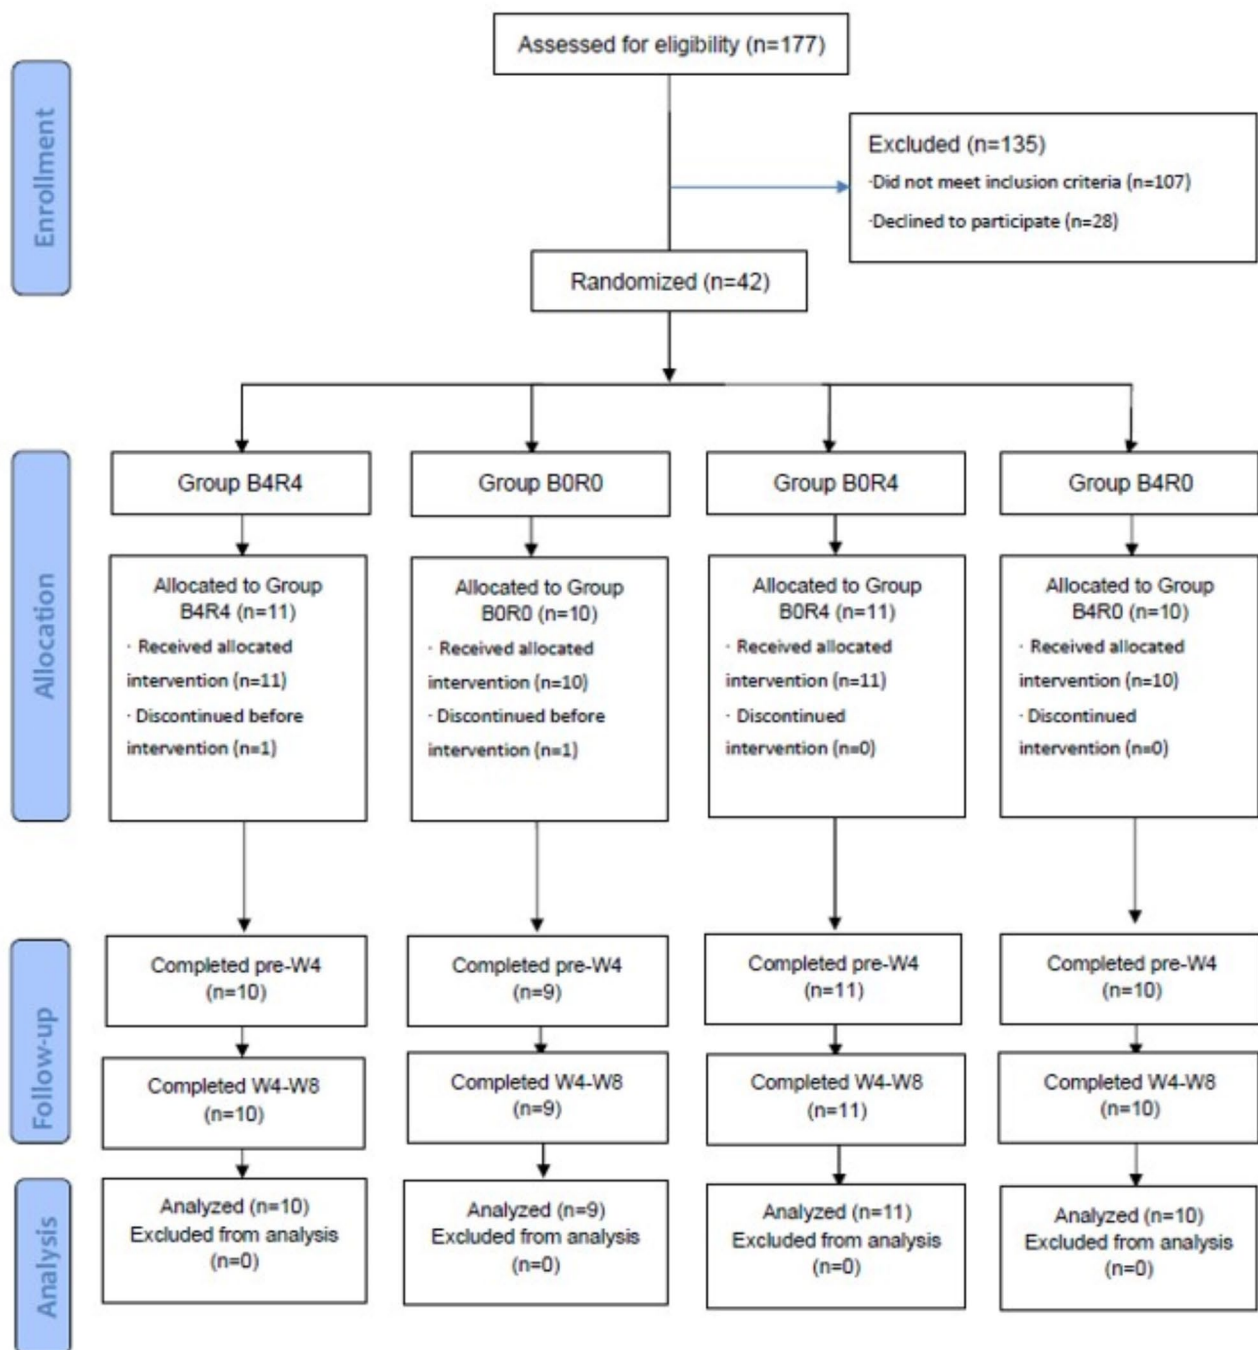 Enrollment
Assessed for eligibility (n=177)
Excluded (n=135)
·Did not meet inclusion criteria (n=107)
·Declined to participate (n=28)
Randomized (n=42)
Allocation
Group B4R4
Group B0R0
Group B0R4
Group B4R0
Allocated to Group
B4R4 (n=11)
· Received allocated
intervention (n=11)
· Discontinued before
intervention (n=1)
Allocated to Group
B0R0 (n=10)
· Received allocated
intervention (n=10)
· Discontinued before
intervention (n=1)
Allocated to Group
B0R4 (n=11)
· Received allocated
intervention (n=11)
· Discontinued
intervention (n=0)
Allocated to Group
B4R0 (n=10)
· Received allocated
intervention (n=10)
· Discontinued
intervention (n=0)
Follow-up
Completed pre-W4
(n=10)
Completed pre-W4
(n=9)
Completed pre-W4
(n=11)
Completed pre-W4
(n=10)
Completed W4-W8
(n=10)
Completed W4-W8
(n=9)
Completed W4-W8
(n=11)
Completed W4-W8
(n=10)
Analysis
Analyzed (n=10)
Excluded from analysis
(n=0)
Analyzed (n=9)
Excluded from analysis
(n=0)
Analyzed (n=11)
Excluded from analysis
(n=0)
Analyzed (n=10)
Excluded from analysis
(n=0)